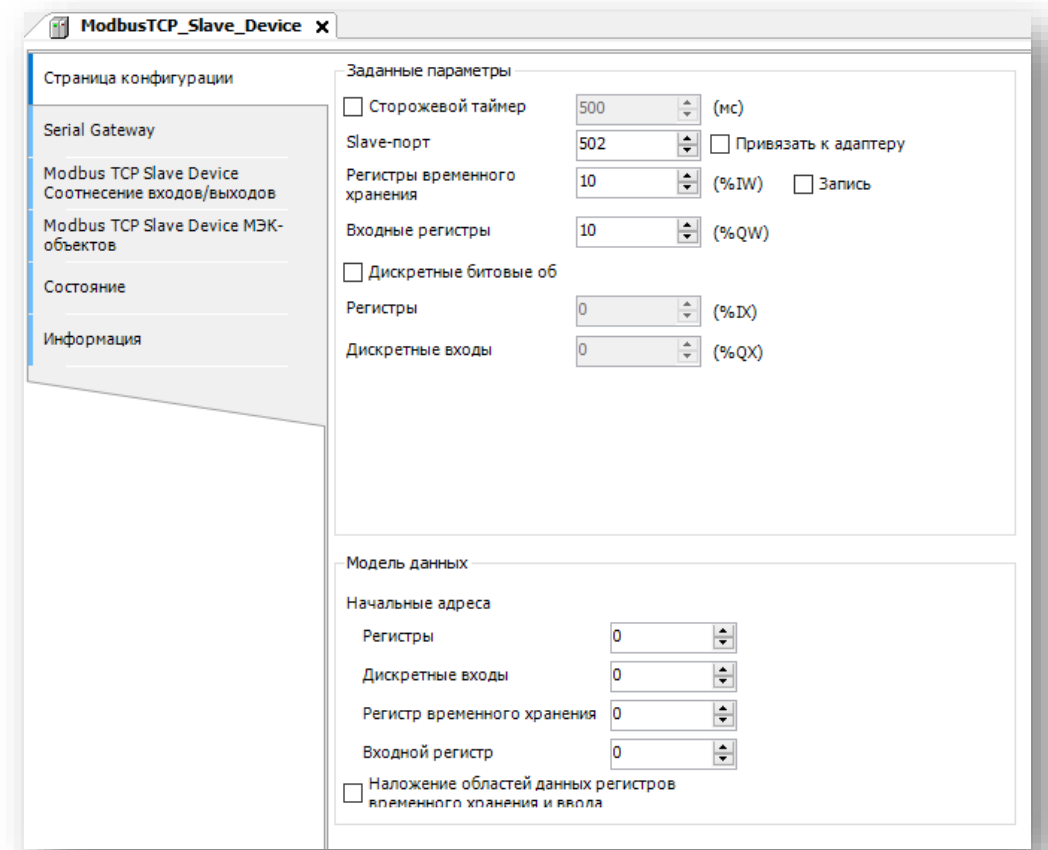 ModbusTCP_Slave_Device X
Страница конфигурации
Serial Gateway
Modbus TCP Slave Device
Соотнесение входов/выходов
Modbus TCP Slave Device МЭК-
объектов
Состояние
Информация
Заданные параметры
Сторожевой таймер 500 (мс)
Slave-порт 502 Привязать к адаптеру
Регистры временного
хранения 10 (%IW) Запись
Входные регистры 10 (%QW)
Дискретные битовые об
Регистры 0 (%IX)
Дискретные входы 0 (%QX)
Модель данных
Начальные адреса
Регистры 0
Дискретные входы 0
Регистр временного хранения 0
Входной регистр 0
Наложение областей данных регистров
временного хранения и ввода